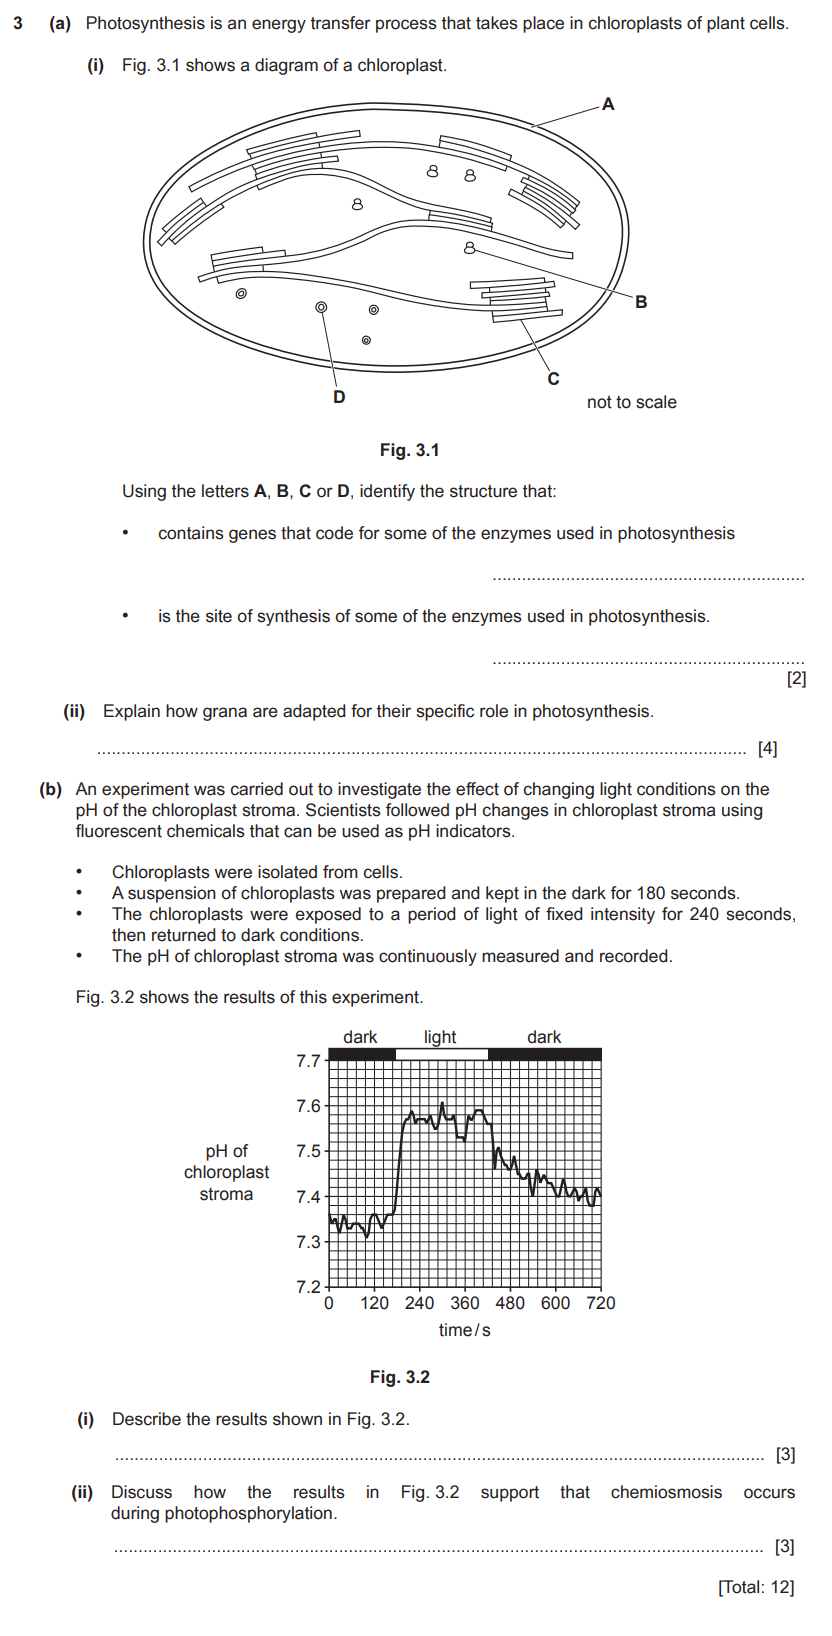 3 (a) Photosynthesis is an energy transfer process that takes place in chloroplasts of plant cells.
(i) Fig. 3.1 shows a diagram of a chloroplast.
A
B
C
D
not to scale
Fig. 3.1
Using the letters A, B, C or D, identify the structure that:
• contains genes that code for some of the enzymes used in photosynthesis
................................................................
• is the site of synthesis of some of the enzymes used in photosynthesis.
................................................................
[2]
(ii) Explain how grana are adapted for their specific role in photosynthesis.
................................................................ [4]
(b) An experiment was carried out to investigate the effect of changing light conditions on the
pH of the chloroplast stroma. Scientists followed pH changes in chloroplast stroma using
fluorescent chemicals that can be used as pH indicators.
• Chloroplasts were isolated from cells.
• A suspension of chloroplasts was prepared and kept in the dark for 180 seconds.
• The chloroplasts were exposed to a period of light of fixed intensity for 240 seconds,
then returned to dark conditions.
• The pH of chloroplast stroma was continuously measured and recorded.
Fig. 3.2 shows the results of this experiment.
dark light dark
7.7
7.6
7.5
7.4
7.3
7.2
pH of
chloroplast
stroma
0 120 240 360 480 600 720
time / s
Fig. 3.2
(i) Describe the results shown in Fig. 3.2.
................................................................ [3]
(ii) Discuss how the results in Fig. 3.2 support that chemiosmosis occurs
during photophosphorylation.
................................................................ [3]
[Total: 12]